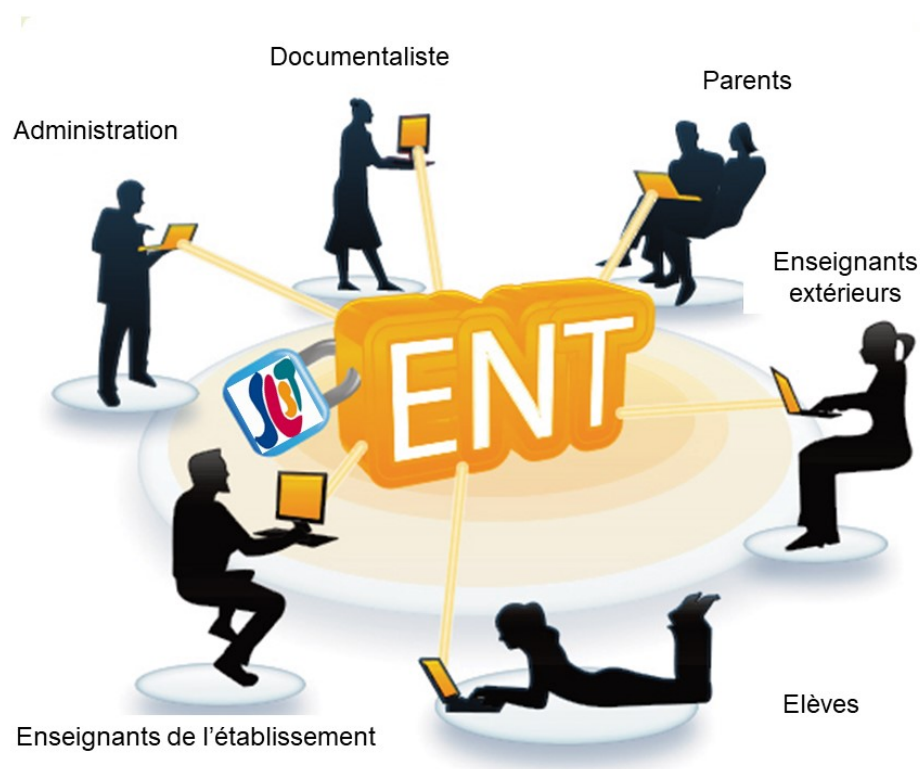 Documentaliste
Parents
Administration
Enseignants
extérieurs
ENT
Elèves
Enseignants de l’établissement